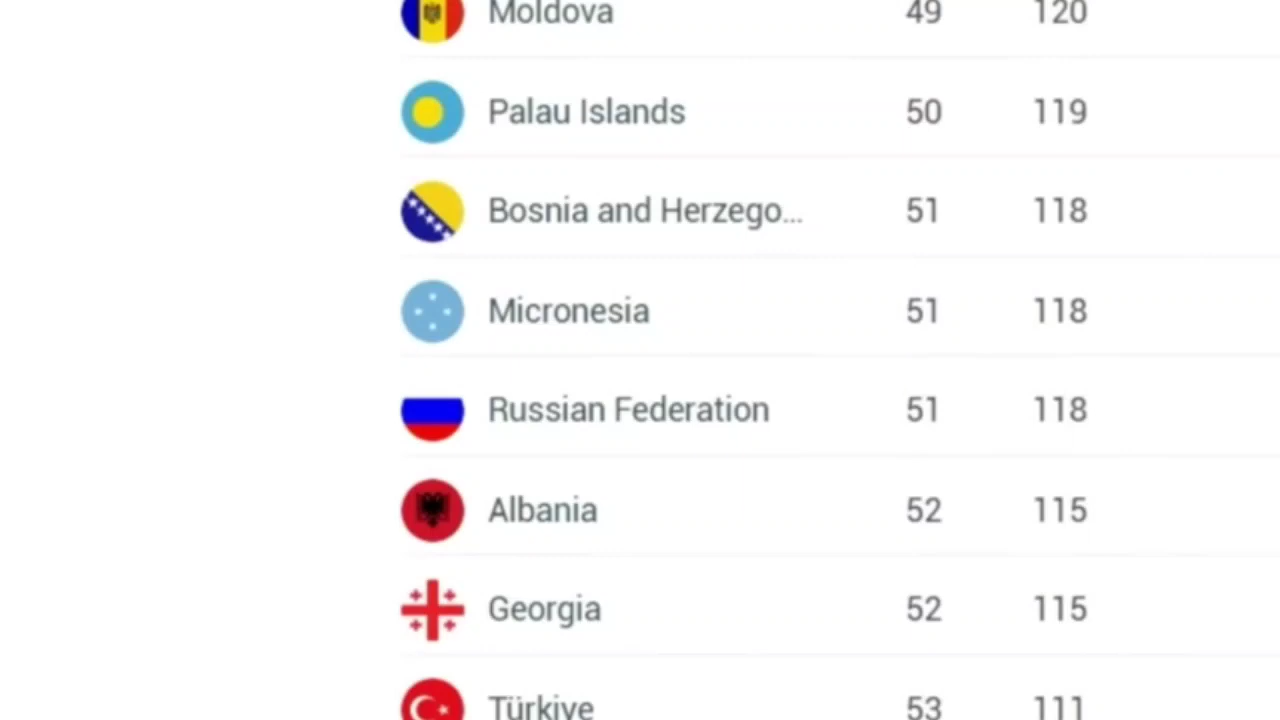 Moldova 49 120
Palau Islands 50 119
Bosnia and Herzego... 51 118
Micronesia 51 118
Russian Federation 51 118
Albania 52 115
Georgia 52 115
Türkiye 53 111